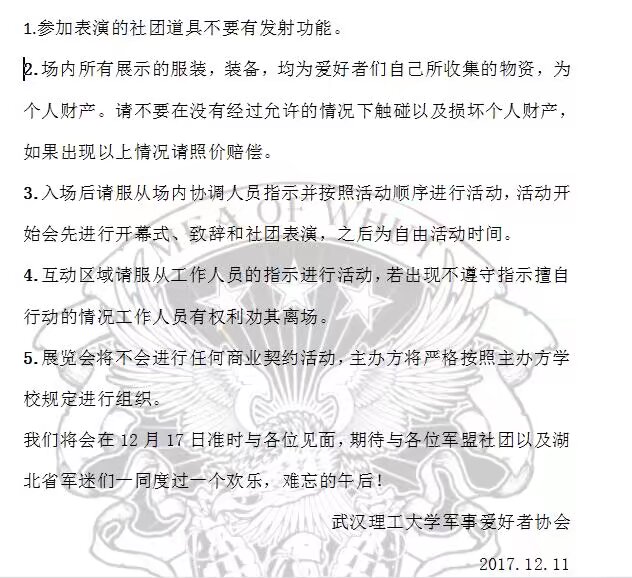 1.参加表演的社团道具不要有发射功能。
2.场内所有展示的服装，装备，均为爱好者们自己所收集的物资，为
个人财产。请不要在没有经过允许的情况下触碰以及损坏个人财产，
如果出现以上情况请照价赔偿。
3.入场后请服从场内协调人员指示并按照活动顺序进行活动，活动开
始会先进行开幕式、致辞和社团表演，之后为自由活动时间。
4.互动区域请服从工作人员的指示进行活动，若出现不遵守指示擅自
行动的情况工作人员有权利劝其离场。
5.展览会将不会进行任何商业契约活动，主办方将严格按照主办方学
校规定进行组织。
我们将会在12月17日准时与各位见面，期待与各位军盟社团以及湖
北省军迷们一同度过一个欢乐，难忘的午后！
武汉理工大学军事爱好者协会
2017.12.11
MFA OF WHUT